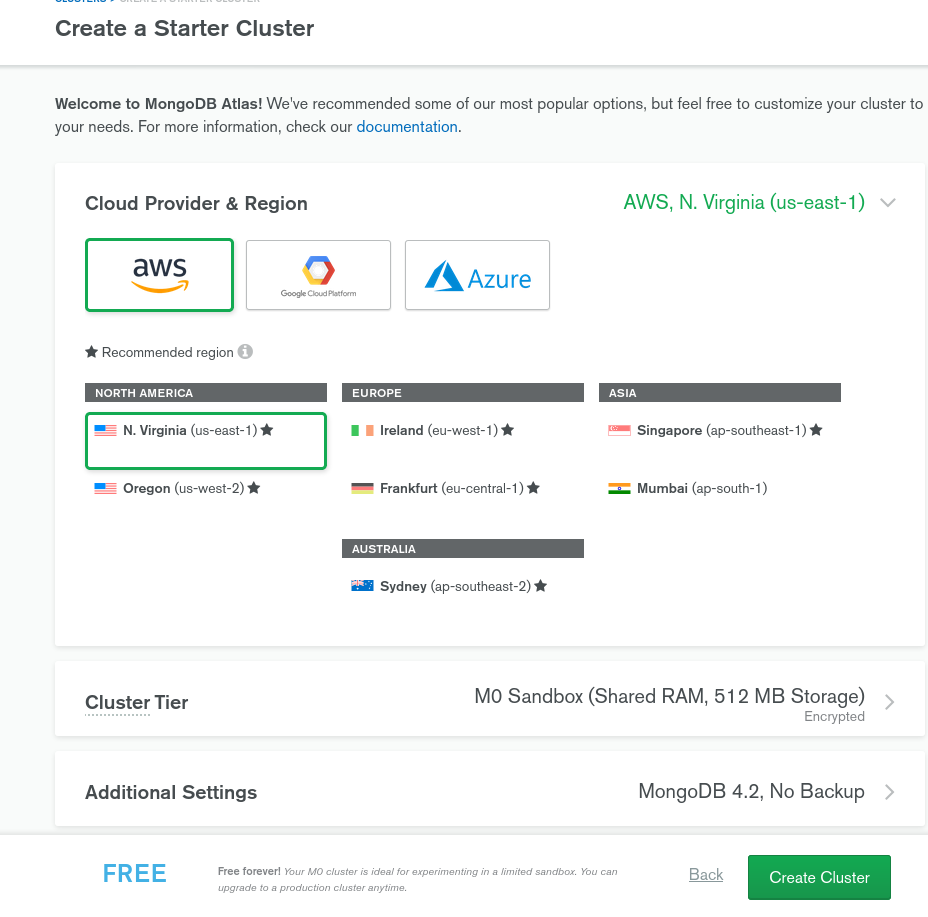 CLUSTERS > CREATE A STARTER CLUSTER
Create a Starter Cluster
Welcome to MongoDB Atlas! We've recommended some of our most popular options, but feel free to customize your cluster to
your needs. For more information, check our documentation.
Cloud Provider & Region
AWS, N. Virginia (us-east-1)
aws
Google Cloud Platform
Azure
★ Recommended region
NORTH AMERICA
N. Virginia (us-east-1) ★
Oregon (us-west-2) ★
EUROPE
Ireland (eu-west-1) ★
Frankfurt (eu-central-1) ★
AUSTRALIA
Sydney (ap-southeast-2) ★
ASIA
Singapore (ap-southeast-1) ★
Mumbai (ap-south-1)
Cluster Tier
M0 Sandbox (Shared RAM, 512 MB Storage)
Encrypted
Additional Settings
MongoDB 4.2, No Backup
FREE
Free forever! Your M0 cluster is ideal for experimenting in a limited sandbox. You can
upgrade to a production cluster anytime.
Back
Create Cluster